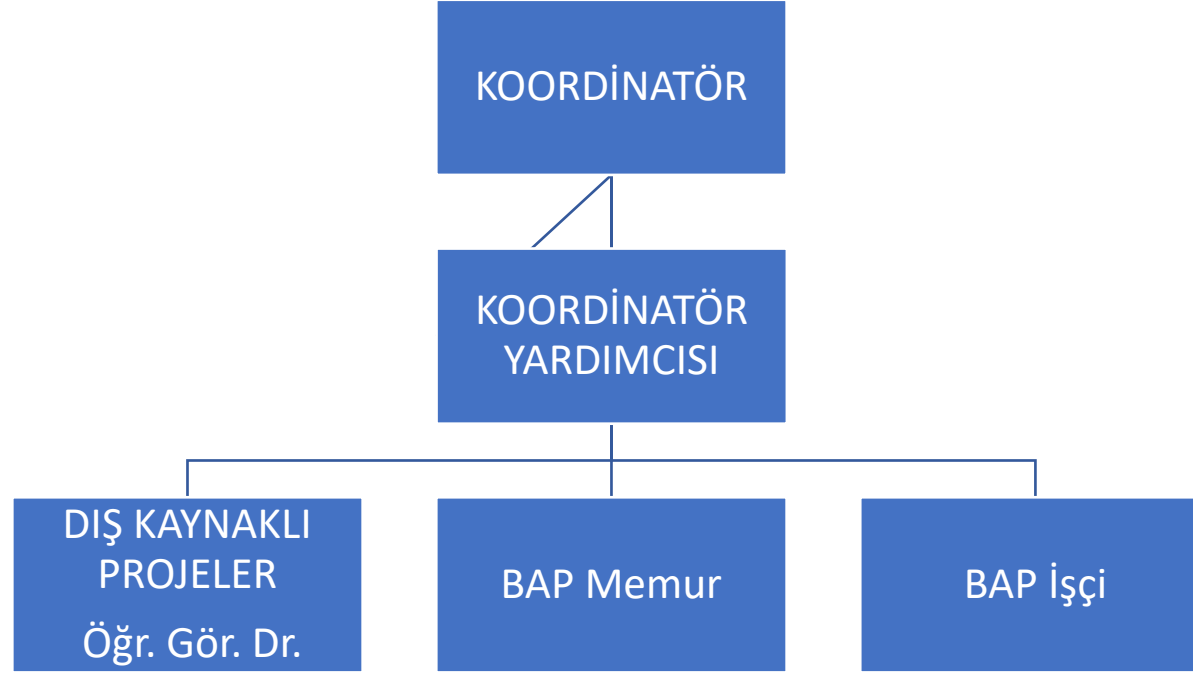 KOORDİNATÖR
KOORDİNATÖR
YARDIMCISI
DIŞ KAYNAKLI
PROJELER
Öğr. Gör. Dr.
BAP Memur
BAP İşçi